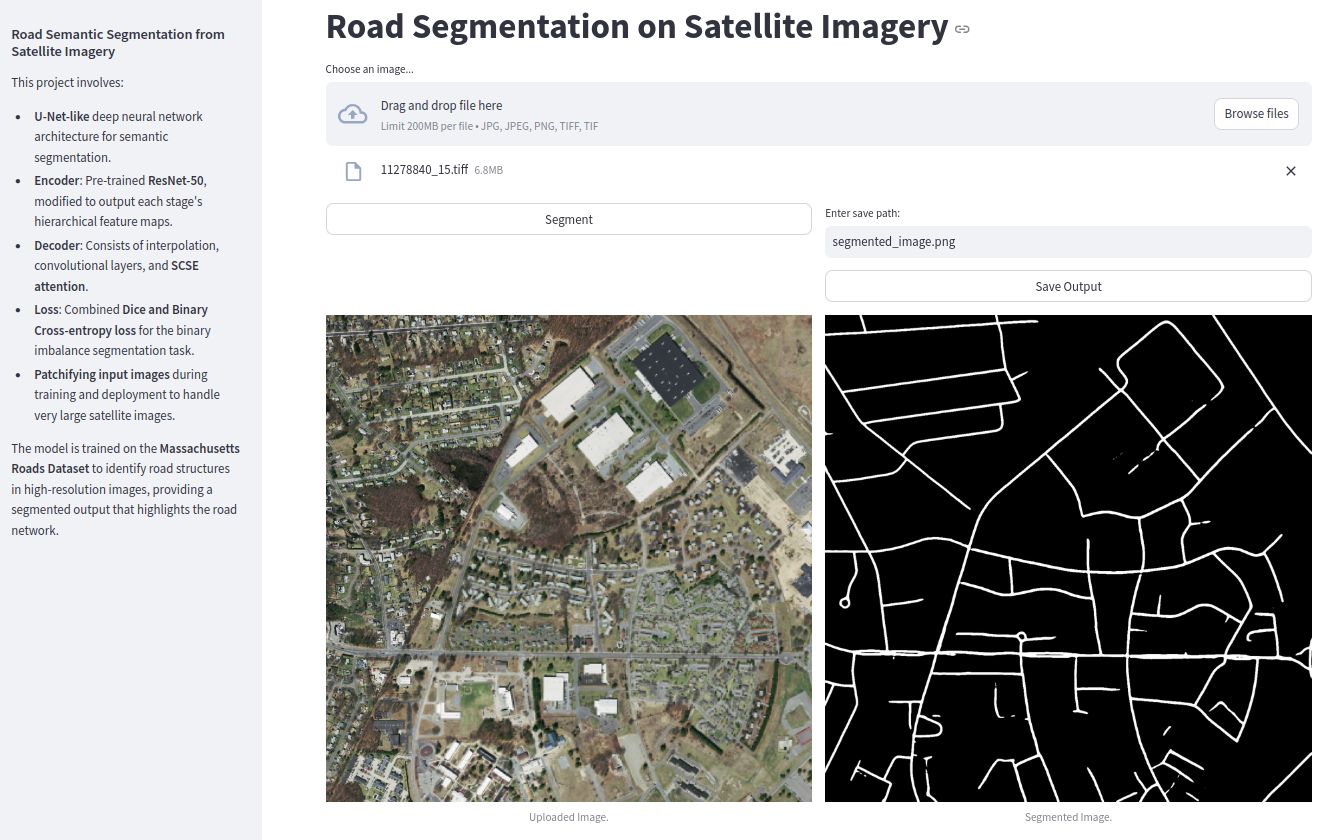 Road Semantic Segmentation from
Satellite Imagery
This project involves:
U-Net-like deep neural network
architecture for semantic
segmentation.
Encoder: Pre-trained ResNet-50,
modified to output each stage's
hierarchical feature maps.
Decoder: Consists of interpolation,
convolutional layers, and SCSE
attention.
Loss: Combined Dice and Binary
Cross-entropy loss for the binary
imbalance segmentation task.
Patchifying input images during
training and deployment to handle
very large satellite images.
The model is trained on the Massachusetts
Roads Dataset to identify road structures
in high-resolution images, providing a
segmented output that highlights the road
network.
Road Segmentation on Satellite Imagery
Choose an image...
Drag and drop file here
Limit 200MB per file • JPG, JPEG, PNG, TIFF, TIF
Browse files
11278840_15.tiff 6.8MB
Segment
Enter save path:
segmented_image.png
Save Output
Uploaded Image.
Segmented Image.